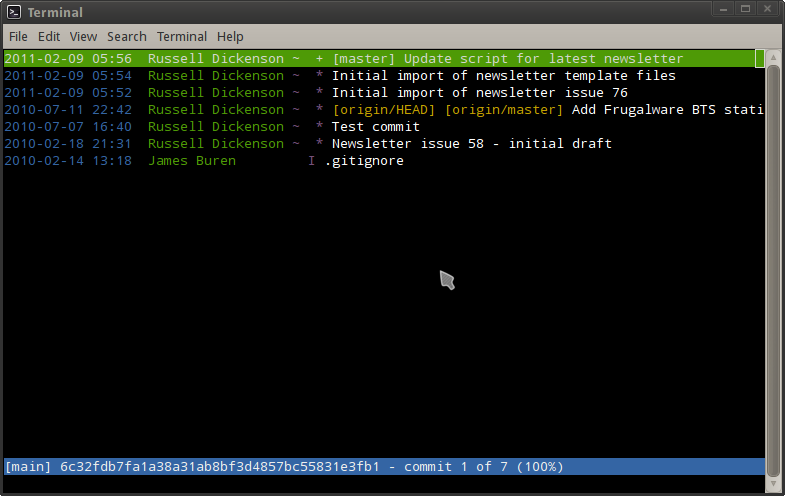 Terminal
File Edit View Search Terminal Help
2011-02-09 05:56 Russell Dickenson ~ + [master] Update script for latest newsletter
2011-02-09 05:54 Russell Dickenson ~ * Initial import of newsletter template files
2011-02-09 05:52 Russell Dickenson ~ * Initial import of newsletter issue 76
2010-07-11 22:42 Russell Dickenson ~ * [origin/HEAD] [origin/master] Add Frugalware BTS stati
2010-07-07 16:40 Russell Dickenson ~ * Test commit
2010-02-18 21:31 Russell Dickenson ~ * Newsletter issue 58 - initial draft
2010-02-14 13:18 James Buren I .gitignore
[main] 6c32fdb7fa1a38a31ab8bf3d4857bc55831e3fb1 - commit 1 of 7 (100%)